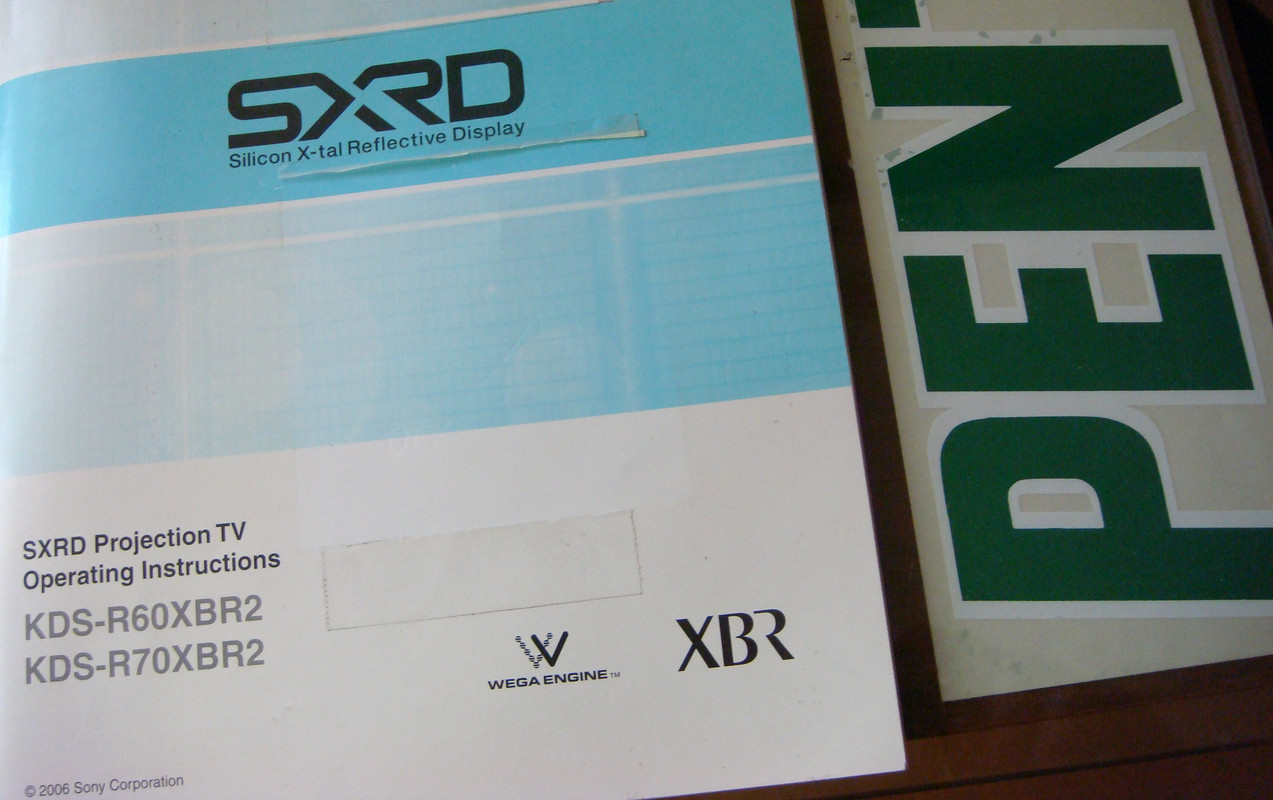 SXRD
Silicon X-tal Reflective Display
SXRD Projection TV
Operating Instructions
KDS-R60XBR2
KDS-R70XBR2
W
WEGA ENGINE™
XBR
© 2006 Sony Corporation
PEN